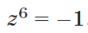 z^6 = -1.